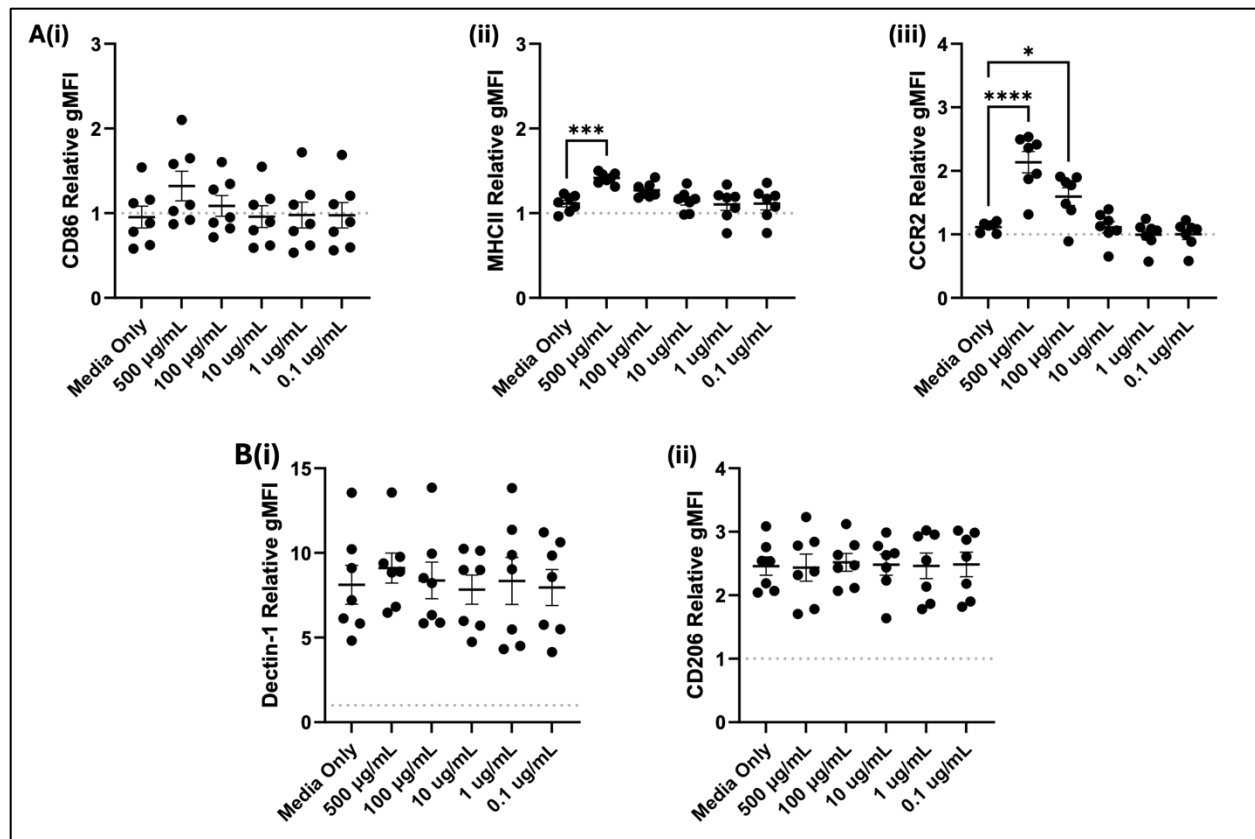 A(i)
CD86 Relative gMFI
3
2
1
0
Media Only
500 µg/mL
100 µg/mL
10 ug/mL
1 ug/mL
0.1 ug/mL
(ii)
MHCII Relative gMFI
3
2
1
0
***
Media Only
500 µg/mL
100 µg/mL
10 ug/mL
1 ug/mL
0.1 ug/mL
(iii)
CCR2 Relative gMFI
4
3
2
1
0
*
****
Media Only
500 µg/mL
100 µg/mL
10 ug/mL
1 ug/mL
0.1 ug/mL
B(i)
Dectin-1 Relative gMFI
15
10
5
0
Media Only
500 µg/mL
100 µg/mL
10 ug/mL
1 ug/mL
0.1 ug/mL
(ii)
CD206 Relative gMFI
4
3
2
1
0
Media Only
500 µg/mL
100 µg/mL
10 ug/mL
1 ug/mL
0.1 ug/mL